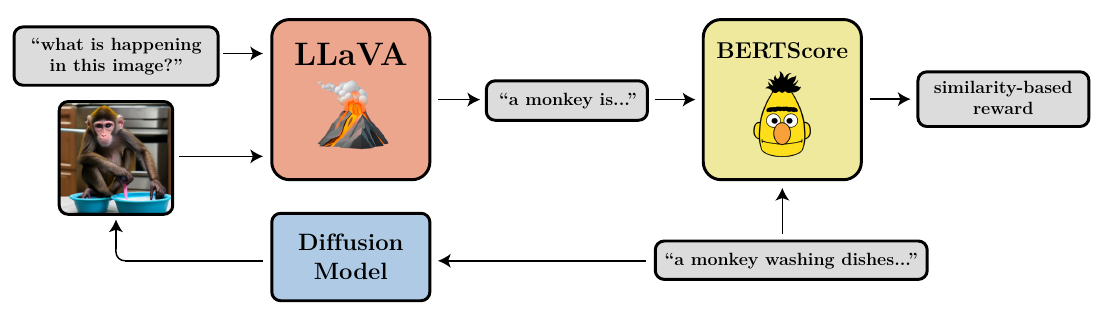 “what is happening
in this image?”
LLaVA
“a monkey is...”
BERTScore
similarity-based
reward
Diffusion
Model
“a monkey washing dishes...”